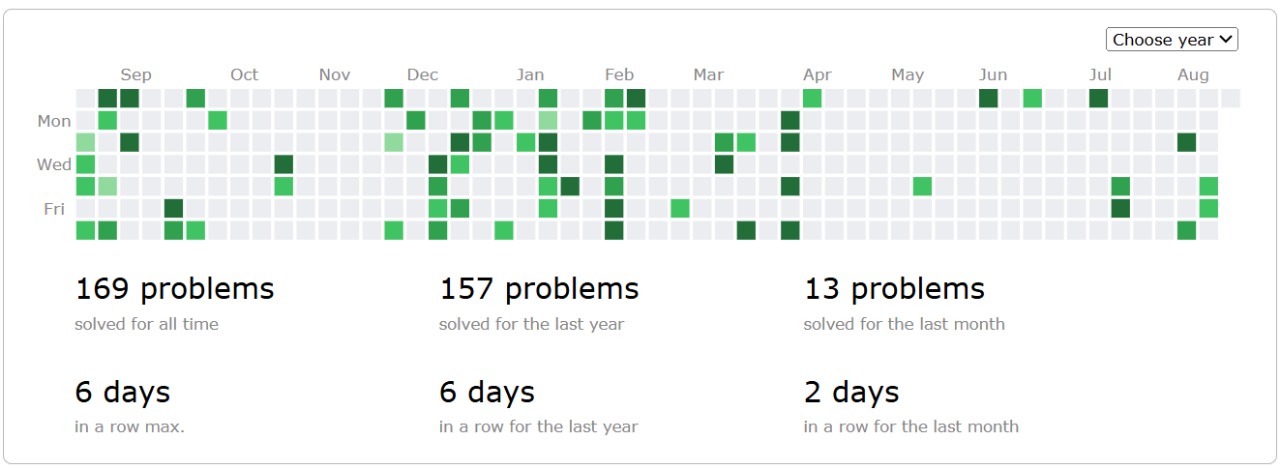 Choose year
Sep Oct Nov Dec Jan Feb Mar Apr May Jun Jul Aug
Mon
Wed
Fri
169 problems 157 problems 13 problems
solved for all time solved for the last year solved for the last month
6 days 6 days 2 days
in a row max. in a row for the last year in a row for the last month